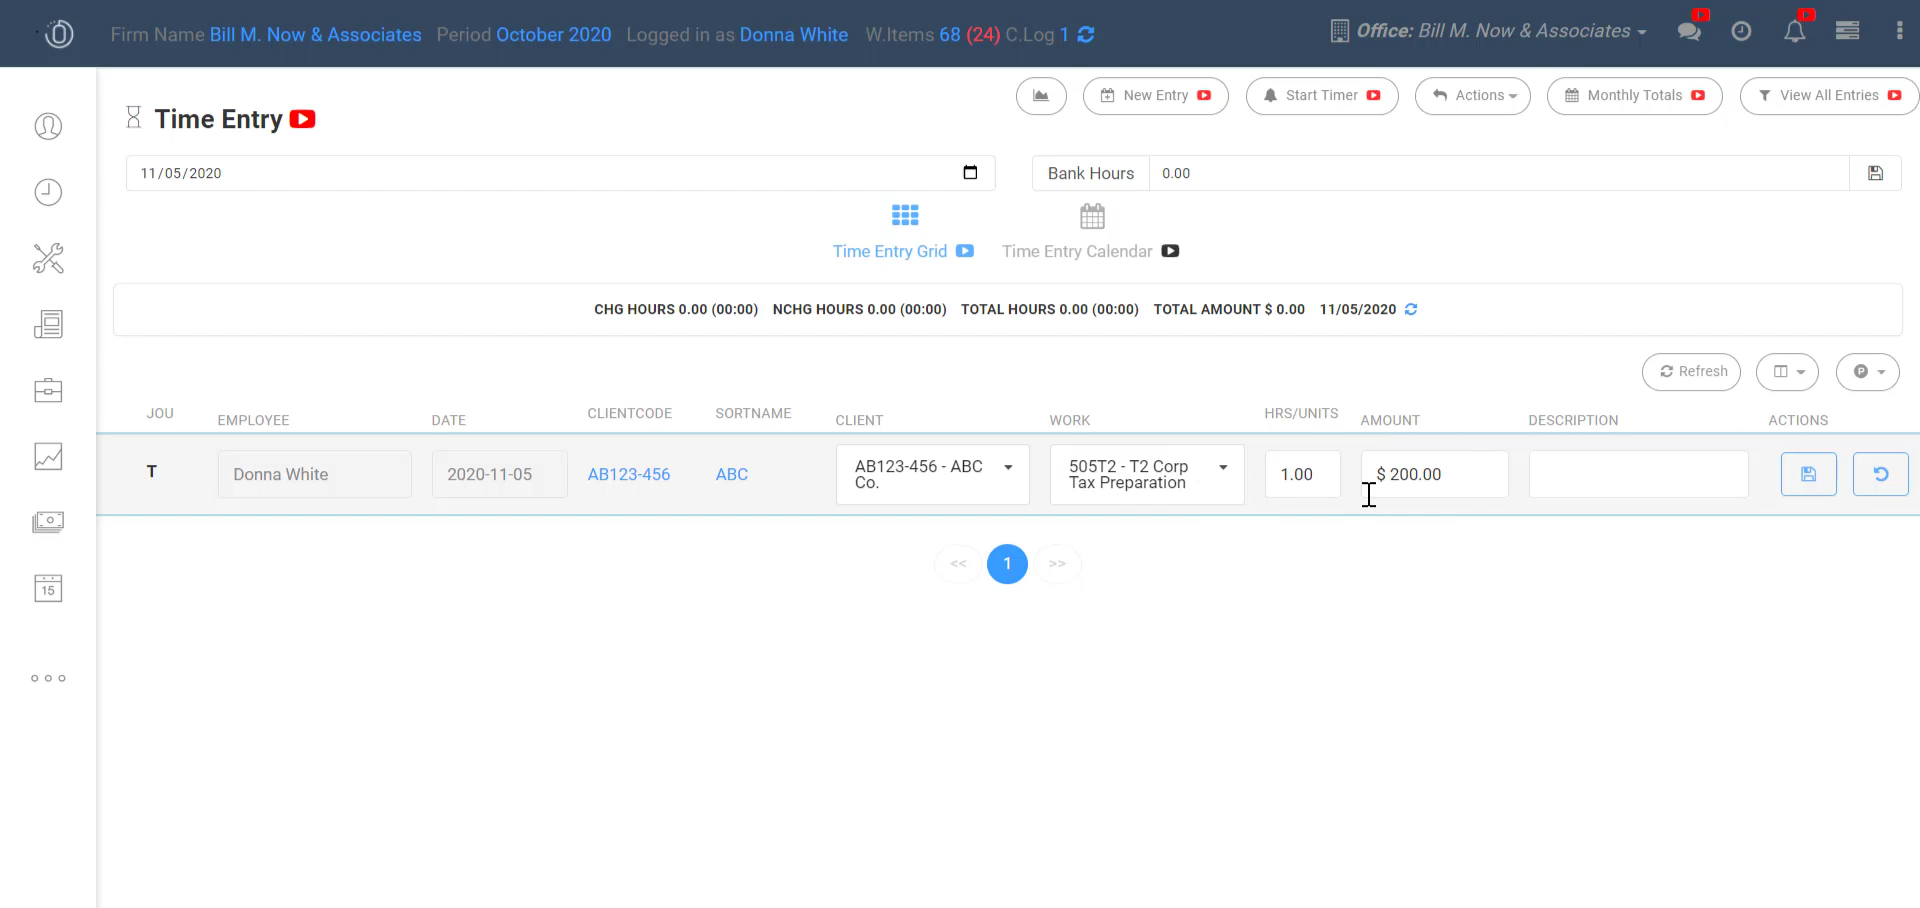 Firm Name Bill M. Now & Associates Period October 2020 Logged in as Donna White W.Items 68 (24) C.Log 1
Office: Bill M. Now & Associates
New Entry Start Timer Actions Monthly Totals View All Entries
Time Entry
11/05/2020 Bank Hours 0.00
Time Entry Grid Time Entry Calendar
CHG HOURS 0.00 (00:00) NCHG HOURS 0.00 (00:00) TOTAL HOURS 0.00 (00:00) TOTAL AMOUNT $ 0.00 11/05/2020
Refresh P
JOU EMPLOYEE DATE CLIENTCODE SORTNAME CLIENT WORK HRS/UNITS AMOUNT DESCRIPTION ACTIONS
T Donna White 2020-11-05 AB123-456 ABC AB123-456 - ABC Co. 505T2 - T2 Corp Tax Preparation 1.00 $ 200.00
<< 1 >>
15